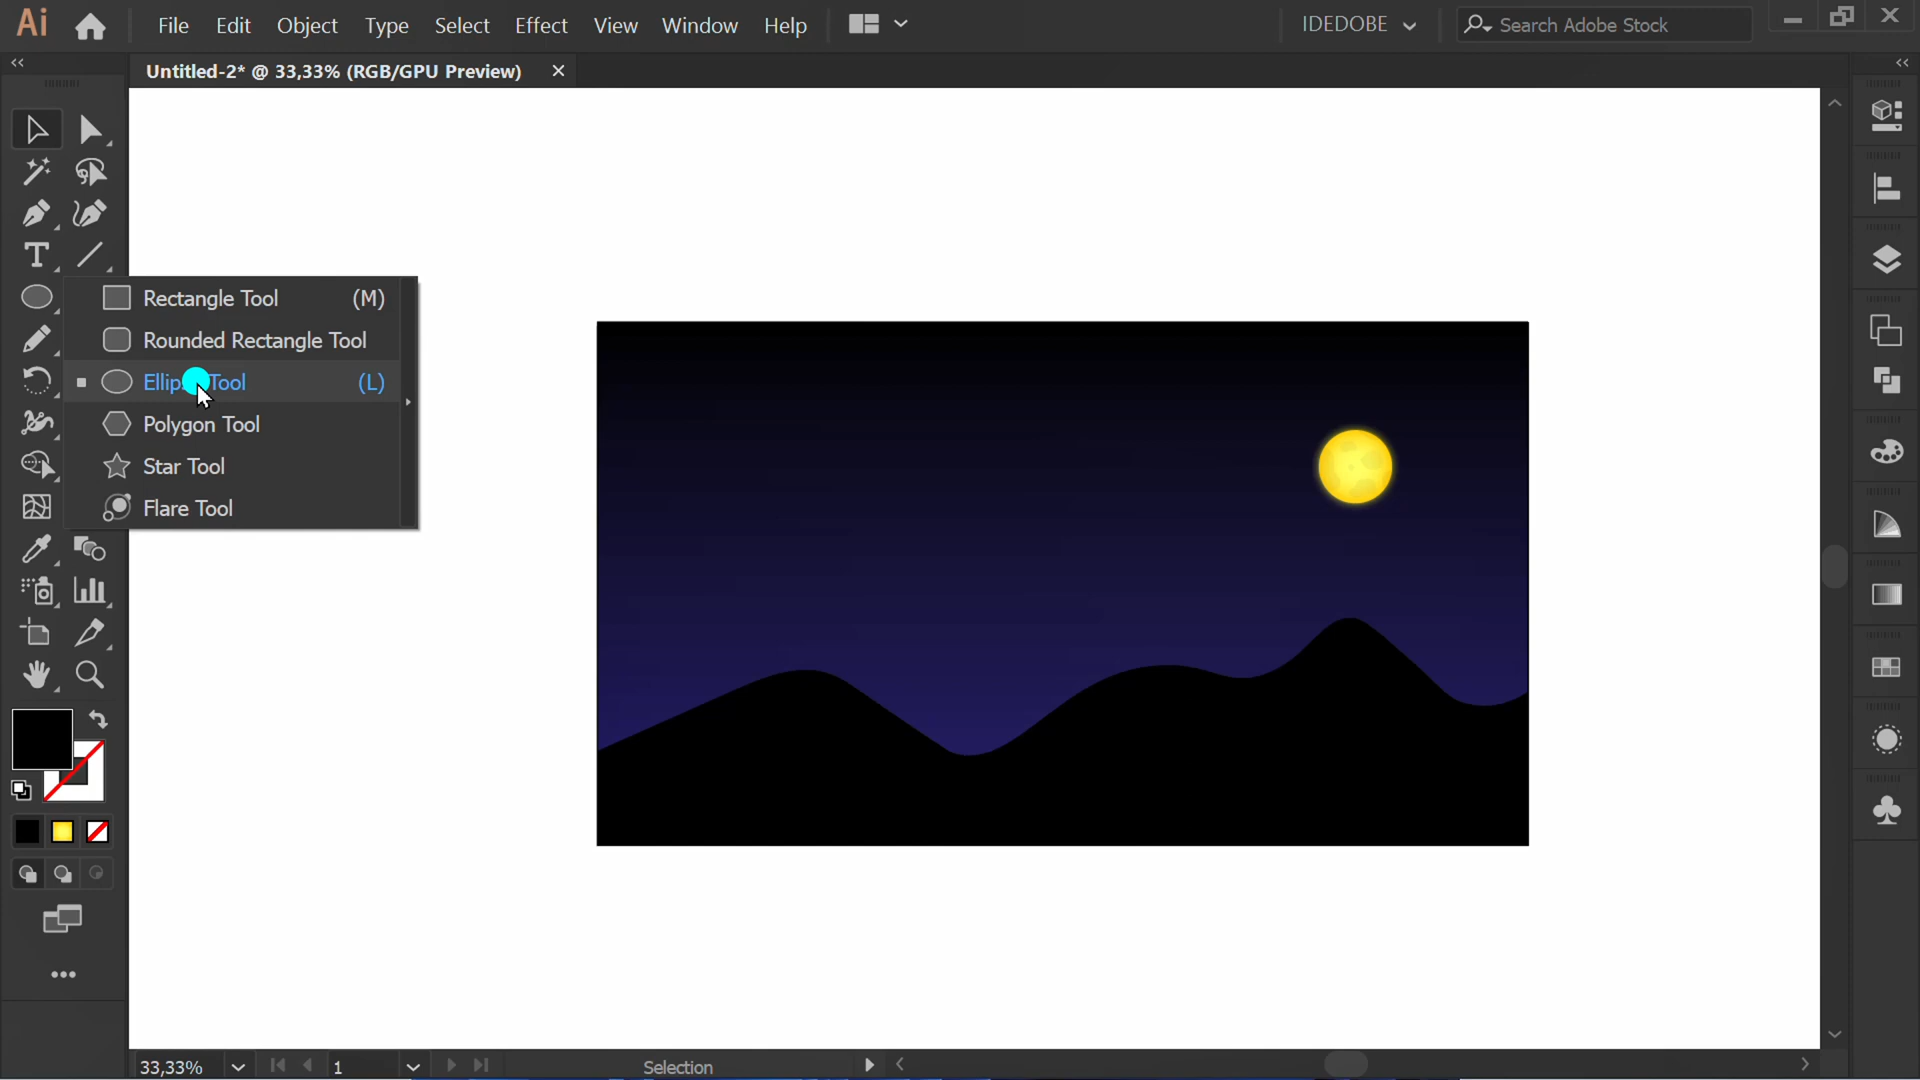 Ai File Edit Object Type Select Effect View Window Help IDEDOBE Search Adobe Stock
Untitled-2* @ 33,33% (RGB/GPU Preview)
Rectangle Tool (M)
Rounded Rectangle Tool
Ellipse Tool (L)
Polygon Tool
Star Tool
Flare Tool
33,33% 1 Selection